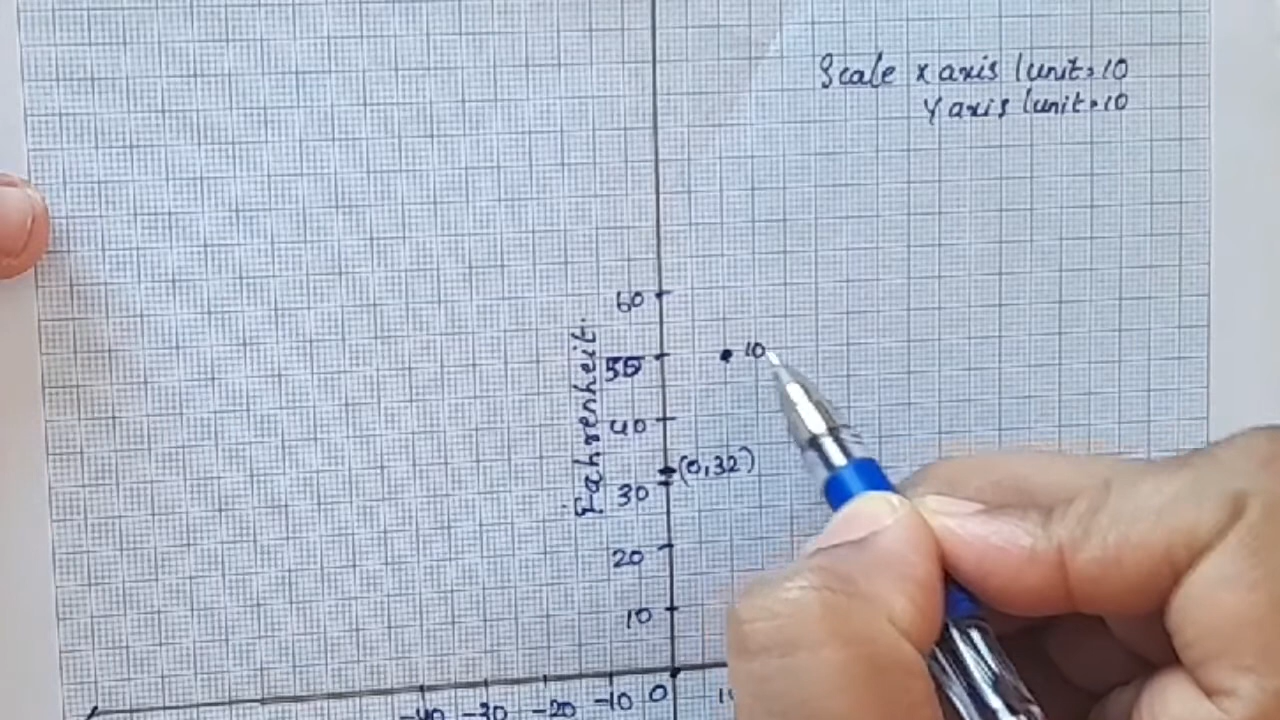 Scale x axis 1unit=10
Y axis 1unit=10
60
10
50
40
Fahrenheit
(0,32)
30
20
10
-40 -30 -20 -10 0